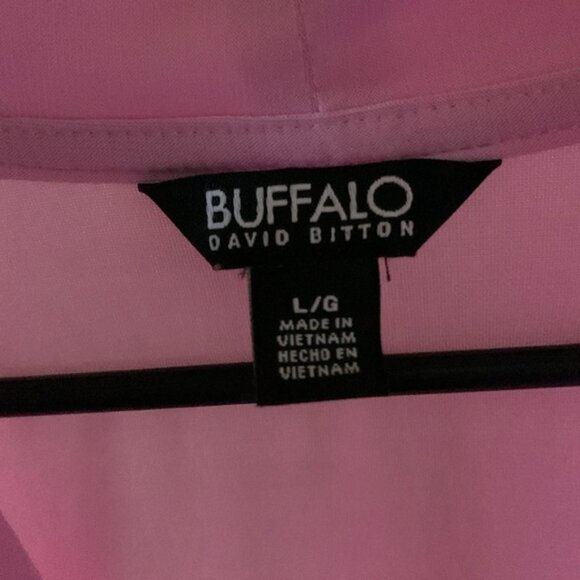 BUFFALO
DAVID BITTON
L/G
MADE IN
VIETNAM
HECHO EN
VIETNAM